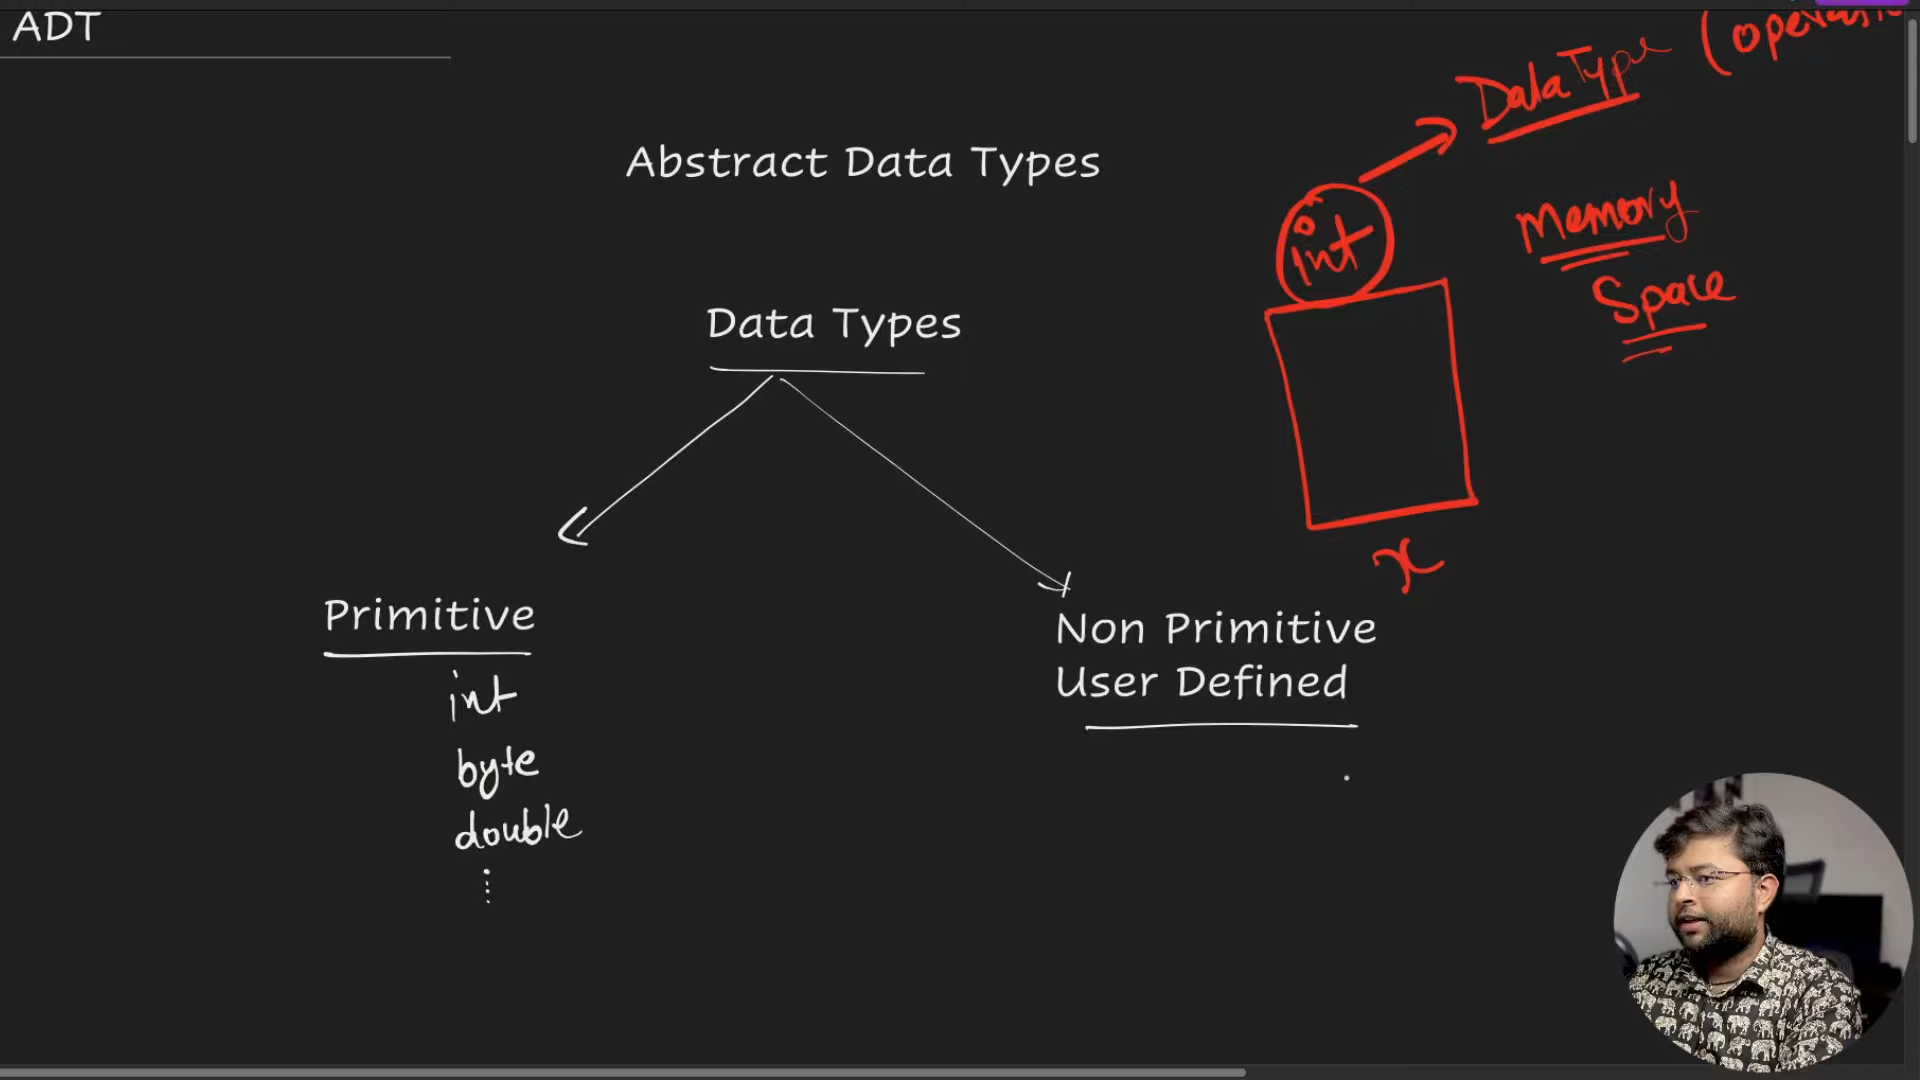 ADT
Abstract Data Types
Data Type
int
Memory
Space
Data Types
x
Primitive
int
byte
double
Non Primitive
User Defined